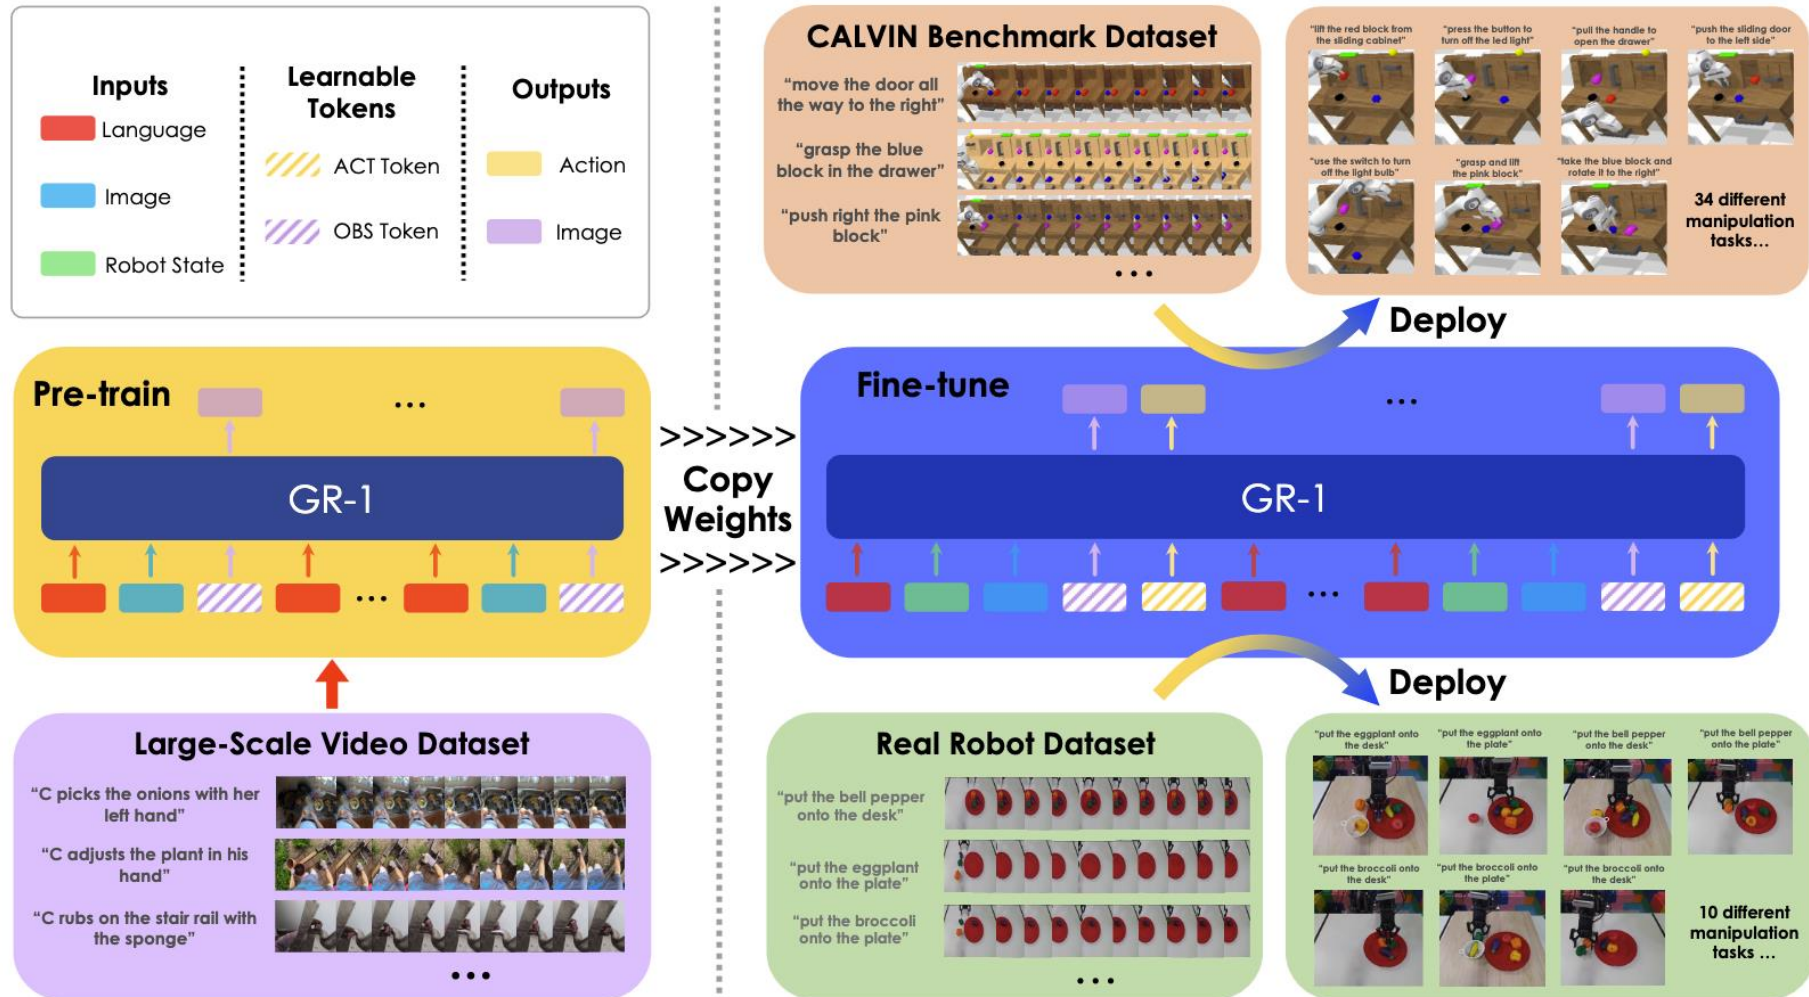 Inputs
Language
Image
Robot State
Learnable
Tokens
ACT Token
OBS Token
Outputs
Action
Image
Pre-train
...
GR-1
...
Large-Scale Video Dataset
“C picks the onions with her
left hand”
“C adjusts the plant in his
hand”
“C rubs on the stair rail with
the sponge”
...
>>>>>>
Copy
Weights
>>>>>>
CALVIN Benchmark Dataset
“move the door all
the way to the right”
“grasp the blue
block in the drawer”
“push right the pink
block”
...
“lift the red block from
the sliding cabinet”
“press the button to
turn off the led light”
“pull the handle to
open the drawer”
“push the sliding door
to the left side”
“use the switch to turn
off the light bulb”
“grasp and lift
the pink block”
“take the blue block and
rotate it to the right”
34 different
manipulation
tasks...
Deploy
Fine-tune
...
GR-1
...
Deploy
Real Robot Dataset
“put the bell pepper
onto the desk”
“put the eggplant
onto the plate”
“put the broccoli
onto the plate”
...
“put the eggplant onto
the desk”
“put the eggplant onto
the plate”
“put the bell pepper
onto the desk”
“put the bell pepper
onto the plate”
“put the broccoli onto
the desk”
“put the broccoli onto
the plate”
“put the broccoli onto
the desk”
10 different
manipulation
tasks ...